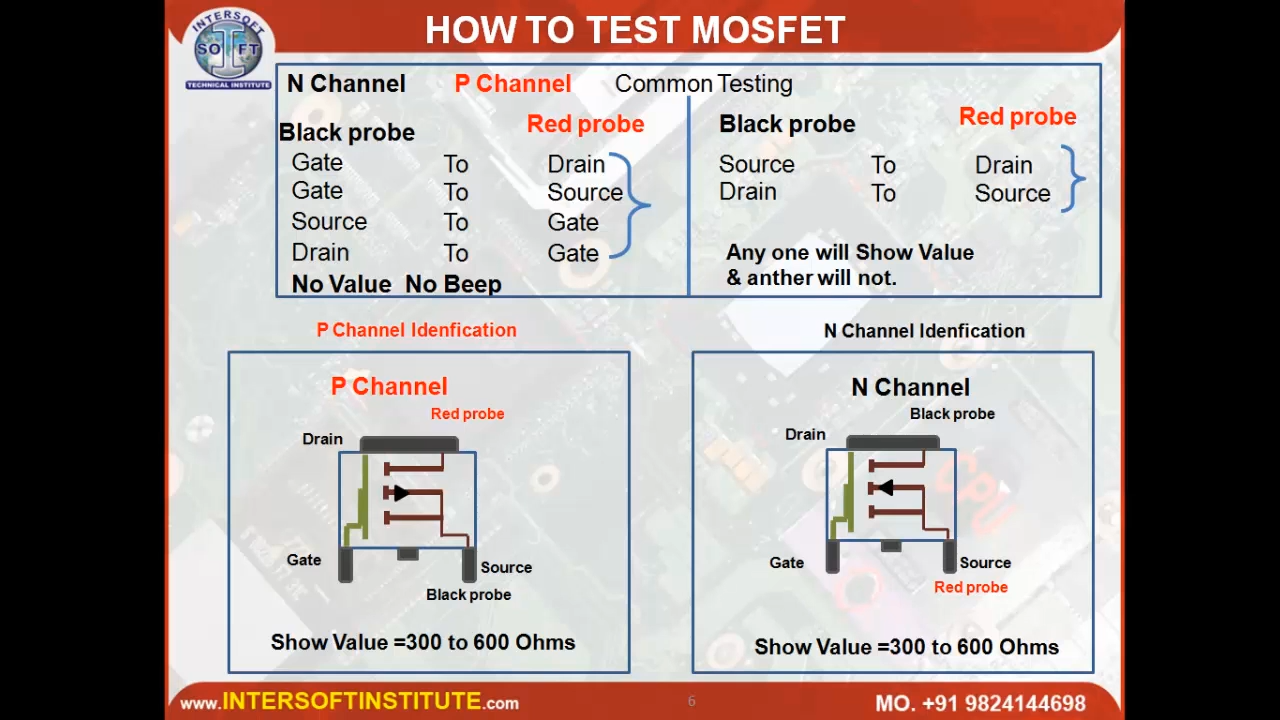 INTERSOFT
SOFT
TECHNICAL INSTITUTE
HOW TO TEST MOSFET
N Channel P Channel Common Testing
Black probe Red probe
Gate To Drain
Gate To Source
Source To Gate
Drain To Gate
No Value No Beep
Black probe Red probe
Source To Drain
Drain To Source
Any one will Show Value
& anther will not.
P Channel Idenfication
P Channel
Red probe
Drain
Gate
Source
Black probe
Show Value =300 to 600 Ohms
N Channel Idenfication
N Channel
Black probe
Drain
Gate
Source
Red probe
Show Value =300 to 600 Ohms
CPU
www.INTERSOFTINSTITUTE.com
6
MO. +91 9824144698